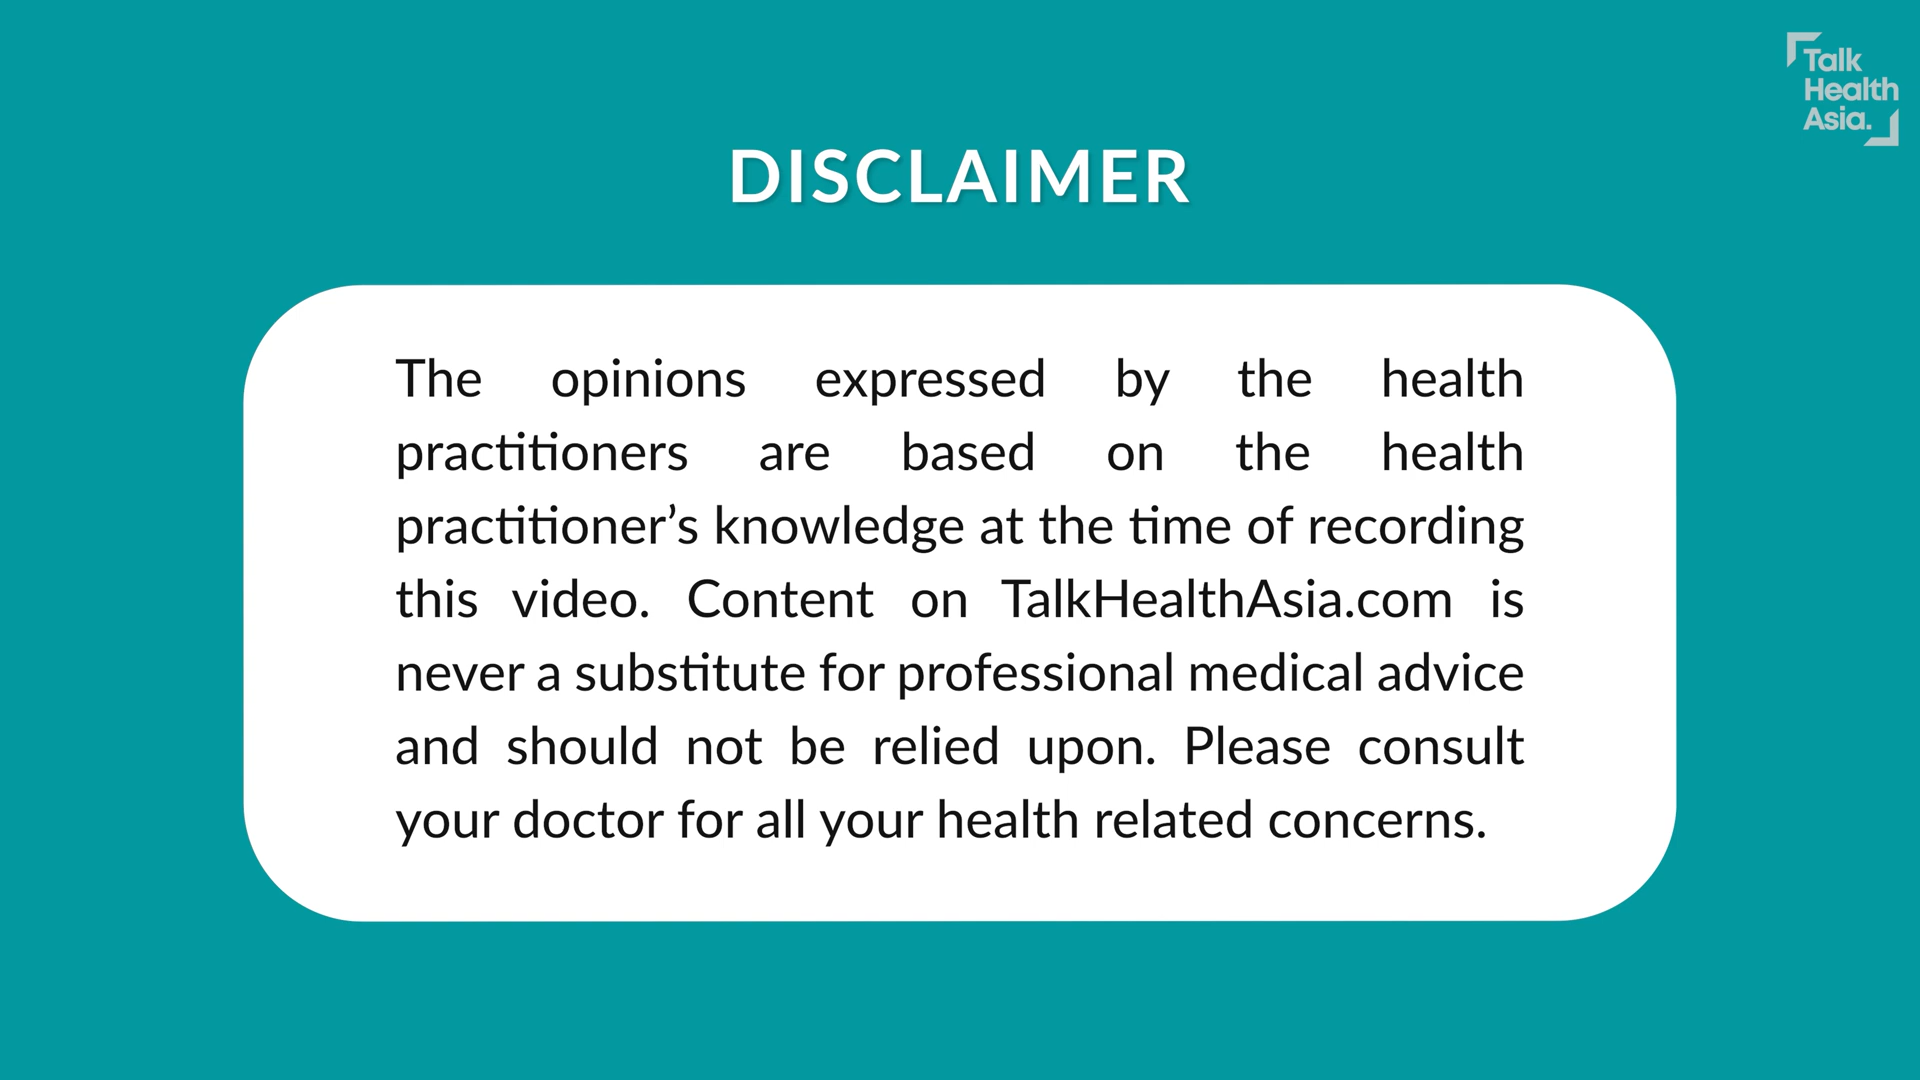 Talk
Health
Asia.
DISCLAIMER
The opinions expressed by the health
practitioners are based on the health
practitioner’s knowledge at the time of recording
this video. Content on TalkHealthAsia.com is
never a substitute for professional medical advice
and should not be relied upon. Please consult
your doctor for all your health related concerns.